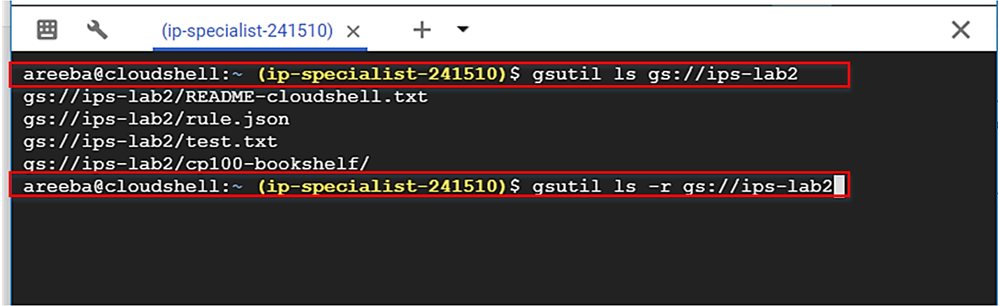 (ip-specialist-241510)
areeba@cloudshell:~ (ip-specialist-241510)$ gsutil ls gs://ips-lab2
gs://ips-lab2/README-cloudshell.txt
gs://ips-lab2/rule.json
gs://ips-lab2/test.txt
gs://ips-lab2/cp100-bookshelf/
areeba@cloudshell:~ (ip-specialist-241510)$ gsutil ls -r gs://ips-lab2